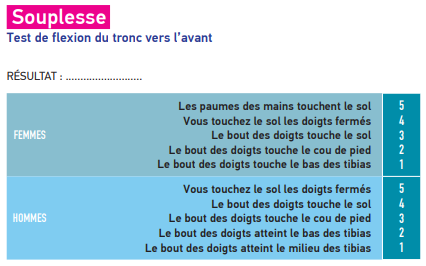 Souplesse
Test de flexion du tronc vers l'avant
RÉSULTAT : ..........................
Les paumes des mains touchent le sol 5
Vous touchez le sol les doigts fermés 4
FEMMES Le bout des doigts touche le sol 3
Le bout des doigts touche le cou de pied 2
Le bout des doigts touche le bas des tibias 1
Vous touchez le sol les doigts fermés 5
Le bout des doigts touche le sol 4
HOMMES Le bout des doigts touche le cou de pied 3
Le bout des doigts atteint le bas des tibias 2
Le bout des doigts atteint le milieu des tibias 1